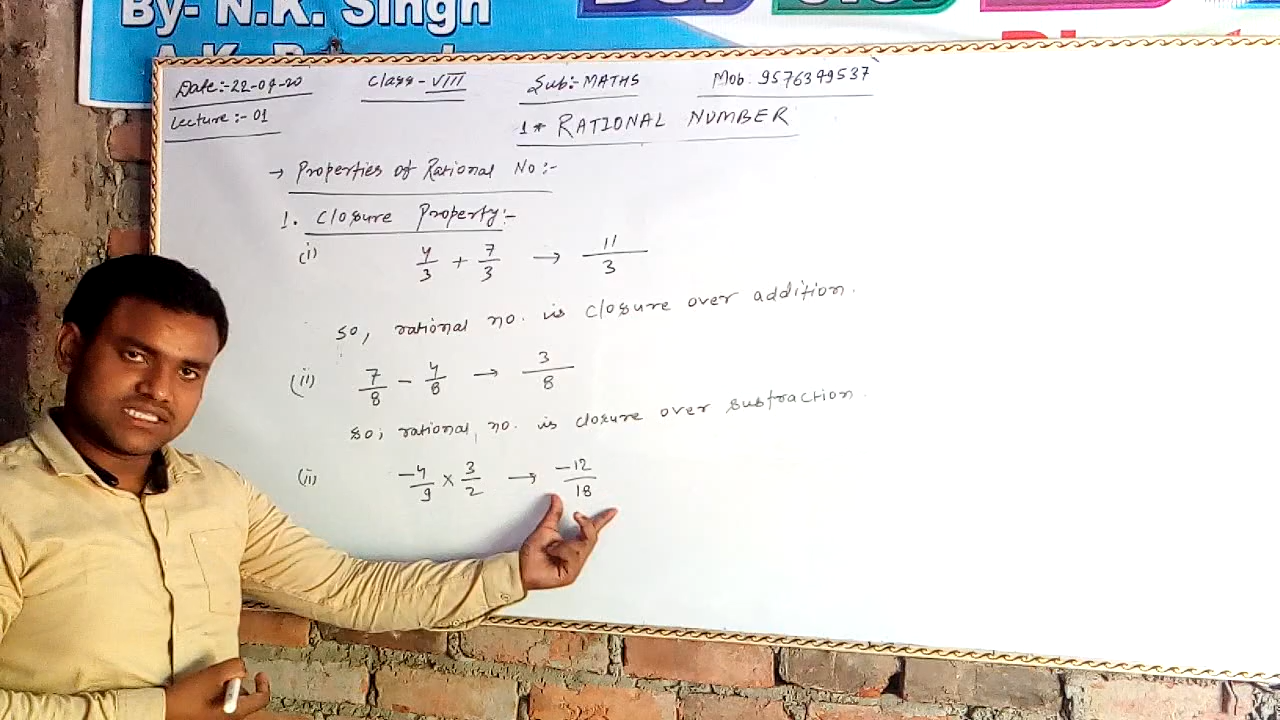 By- N.K. Singh
Date:-22-04-20 Class-VIII Sub:-MATHS Mob: 9576349537
Lecture:-01
1* RATIONAL NUMBER
→ Properties of Rational No:-
1. Closure Property:-
(i) 4/3 + 7/3 → 11/3
so, rational no. is closure over addition.
(ii) 7/8 - 4/8 → 3/8
so, rational no. is closure over subtraction.
(ii) -4/9 × 3/2 → -12/18